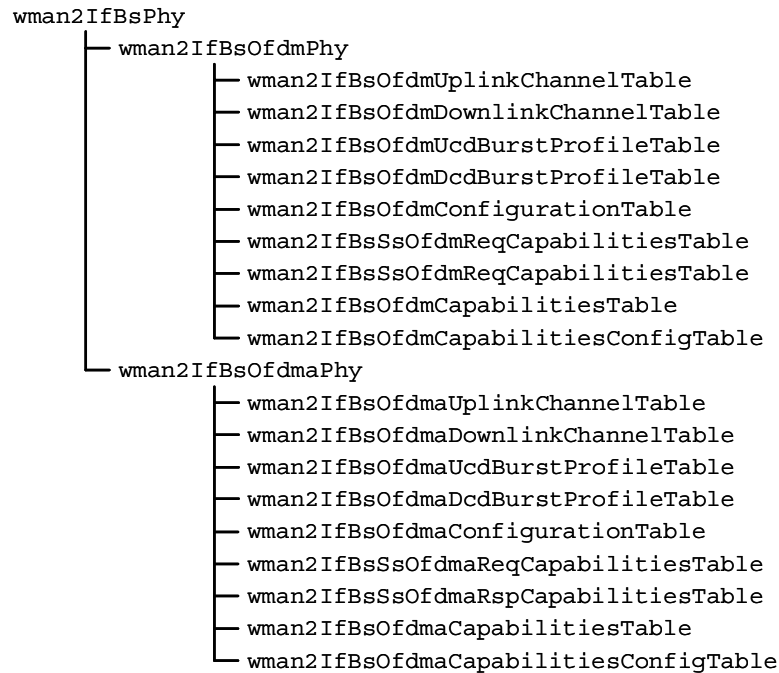 wman2IfBsPhy
wman2IfBsOfdmPhy
wman2IfBsOfdmUplinkChannelTable
wman2IfBsOfdmDownlinkChannelTable
wman2IfBsOfdmUcdBurstProfileTable
wman2IfBsOfdmDcdBurstProfileTable
wman2IfBsOfdmConfigurationTable
wman2IfBsSsOfdmReqCapabilitiesTable
wman2IfBsSsOfdmReqCapabilitiesTable
wman2IfBsOfdmCapabilitiesTable
wman2IfBsOfdmCapabilitiesConfigTable
wman2IfBsOfdmaPhy
wman2IfBsOfdmaUplinkChannelTable
wman2IfBsOfdmaDownlinkChannelTable
wman2IfBsOfdmaUcdBurstProfileTable
wman2IfBsOfdmaDcdBurstProfileTable
wman2IfBsOfdmaConfigurationTable
wman2IfBsSsOfdmaReqCapabilitiesTable
wman2IfBsSsOfdmaRspCapabilitiesTable
wman2IfBsOfdmaCapabilitiesTable
wman2IfBsOfdmaCapabilitiesConfigTable